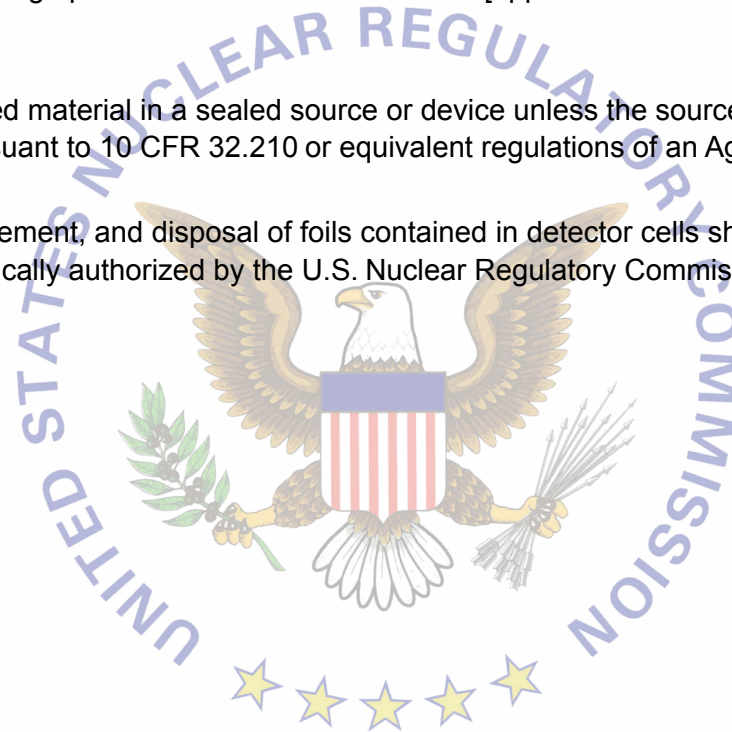 UNITED STATES NUCLEAR REGULATORY COMMISSION
ed material in a sealed source or device unless the source
suant to 10 CFR 32.210 or equivalent regulations of an Ag
ement, and disposal of foils contained in detector cells sh
ically authorized by the U.S. Nuclear Regulatory Commis